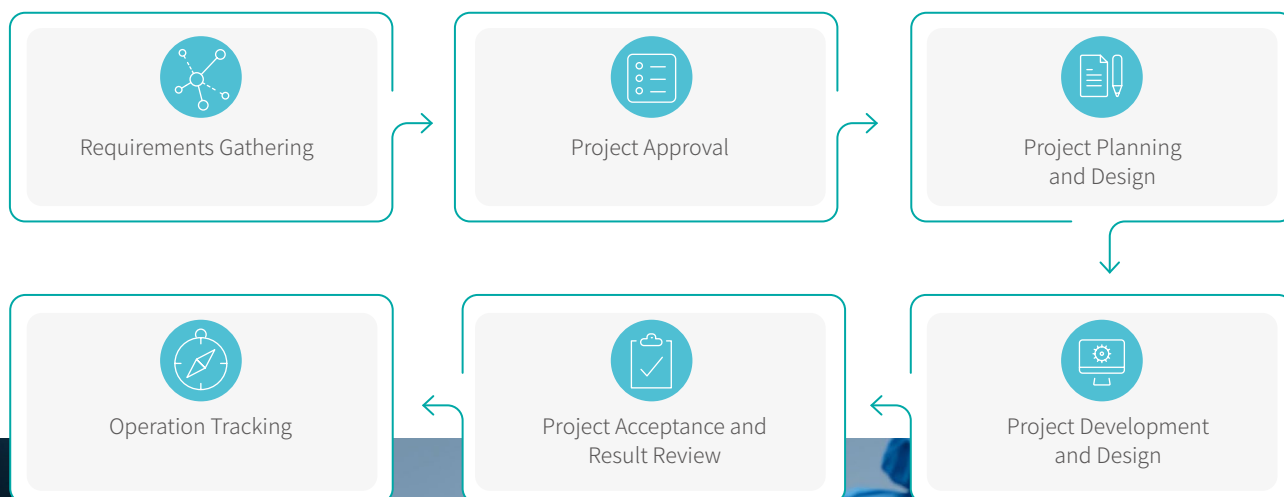 Requirements Gathering
Project Approval
Project Planning
and Design
Project Development
and Design
Project Acceptance and
Result Review
Operation Tracking